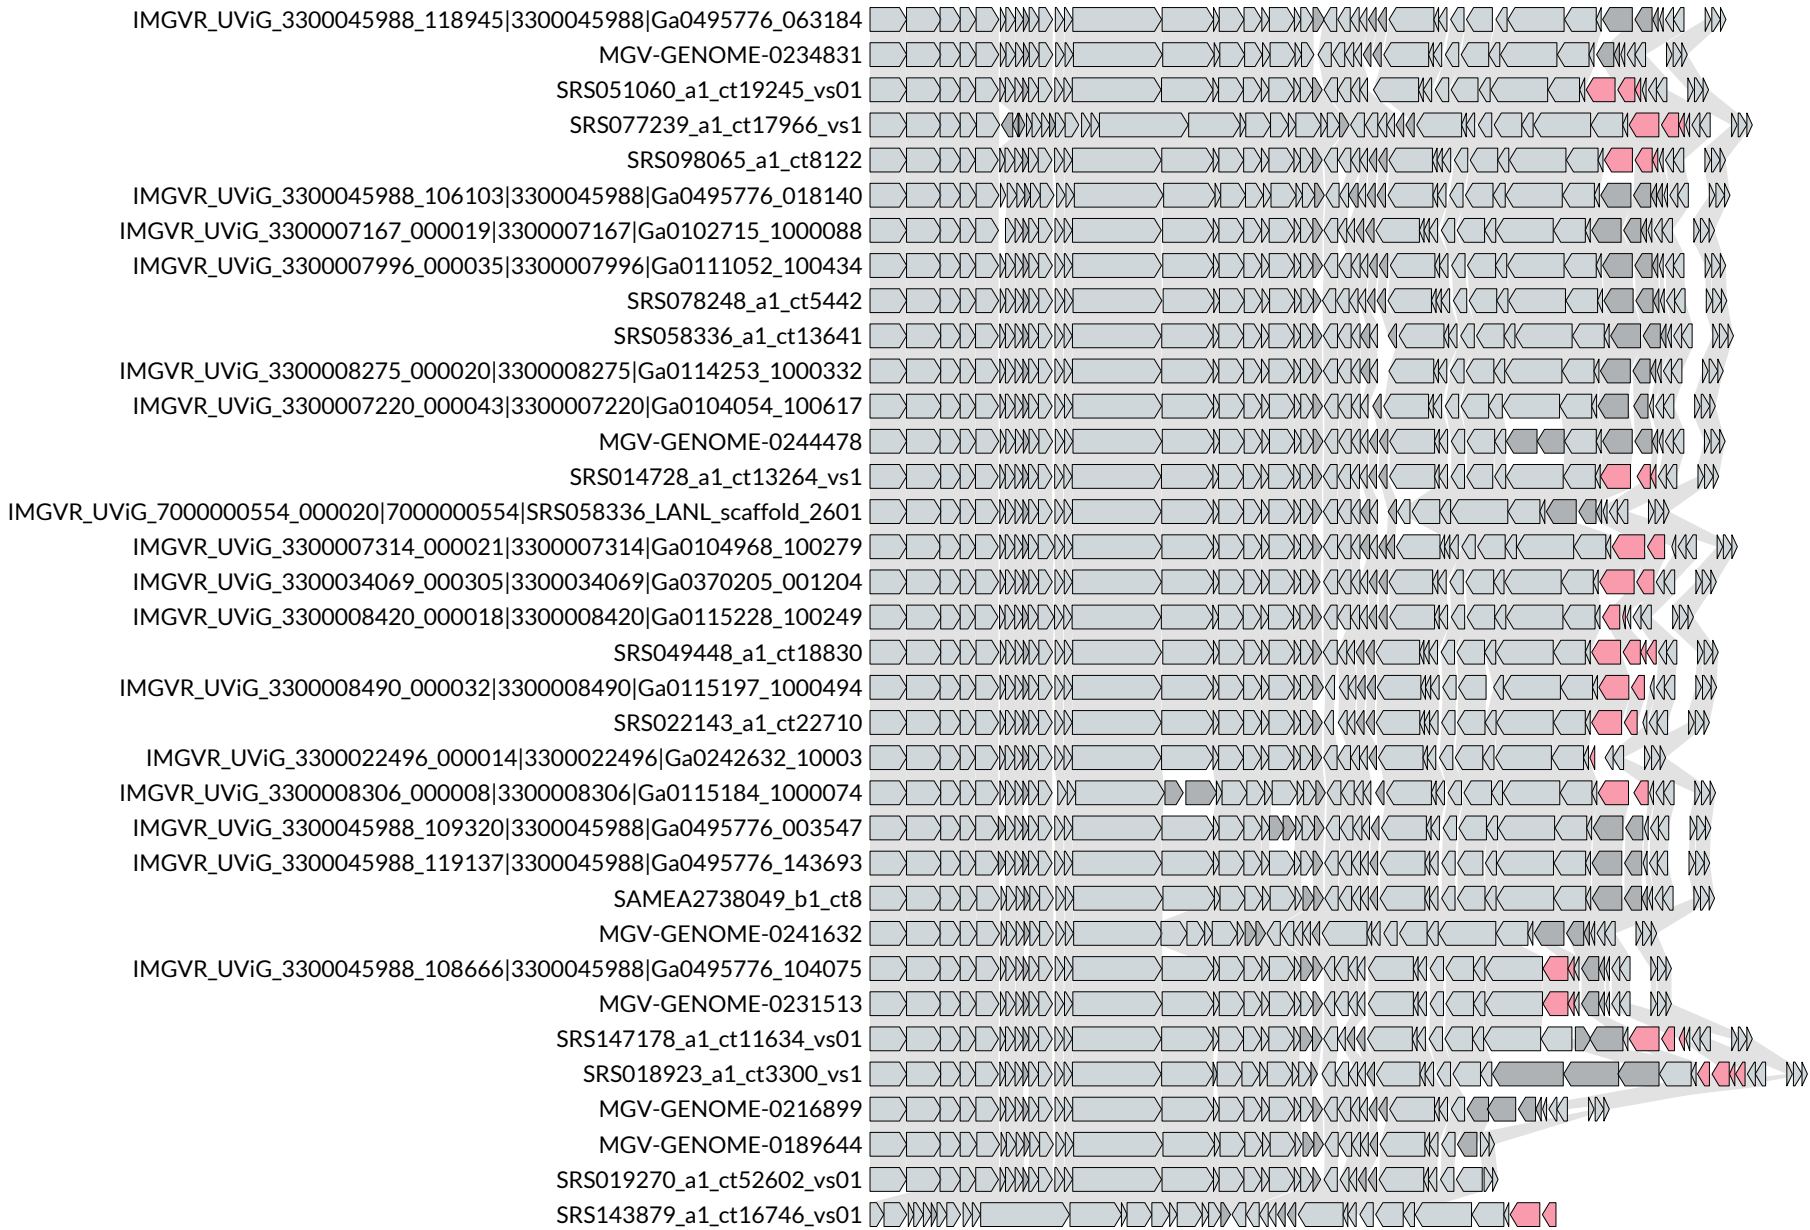 IMGVR_UViG_3300045988_118945|3300045988|Ga0495776_063184
MGV-GENOME-0234831
SRS051060_a1_ct19245_vs01
SRS077239_a1_ct17966_vs1
SRS098065_a1_ct8122
IMGVR_UViG_3300045988_106103|3300045988|Ga0495776_018140
IMGVR_UViG_3300007167_000019|3300007167|Ga0102715_1000088
IMGVR_UViG_3300007996_000035|3300007996|Ga0111052_100434
SRS078248_a1_ct5442
SRS058336_a1_ct13641
IMGVR_UViG_3300008275_000020|3300008275|Ga0114253_1000332
IMGVR_UViG_3300007220_000043|3300007220|Ga0104054_100617
MGV-GENOME-0244478
SRS014728_a1_ct13264_vs1
IMGVR_UViG_7000000554_000020|7000000554|SRS058336_LANL_scaffold_2601
IMGVR_UViG_3300007314_000021|3300007314|Ga0104968_100279
IMGVR_UViG_3300034069_000305|3300034069|Ga0370205_001204
IMGVR_UViG_3300008420_000018|3300008420|Ga0115228_100249
SRS049448_a1_ct18830
IMGVR_UViG_3300008490_000032|3300008490|Ga0115197_1000494
SRS022143_a1_ct22710
IMGVR_UViG_3300022496_000014|3300022496|Ga0242632_10003
IMGVR_UViG_3300008306_000008|3300008306|Ga0115184_1000074
IMGVR_UViG_3300045988_109320|3300045988|Ga0495776_003547
IMGVR_UViG_3300045988_119137|3300045988|Ga0495776_143693
SAMEA2738049_b1_ct8
MGV-GENOME-0241632
IMGVR_UViG_3300045988_108666|3300045988|Ga0495776_104075
MGV-GENOME-0231513
SRS147178_a1_ct11634_vs01
SRS018923_a1_ct3300_vs1
MGV-GENOME-0216899
MGV-GENOME-0189644
SRS019270_a1_ct52602_vs01
SRS143879_a1_ct16746_vs01